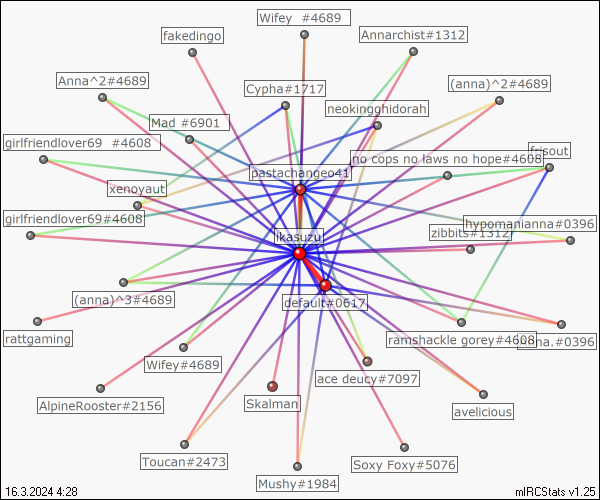 Wifey  #4689
fakedingo
Annarchist#1312
Anna^2#4689
Cypha#1717
(anna)^2#4689
neokingghidorah
Mad #6901
girlfriendlover69  #4608
frisout
no cops no laws no hope#4608
pastachangeo41
xenoyaut
girlfriendlover69#4608
hypomanianna#0396
zibbits#1312
ikasuzu
(anna)^3#4689
default#0617
rattgaming
ramshackle gorey#4608
Wifey#4689
ace deucy#7097
AlpineRooster#2156
Skalman
avelicious
Toucan#2473
Soxy Foxy#5076
Mushy#1984
16.3.2024 4:28
mIRCStats v1.25